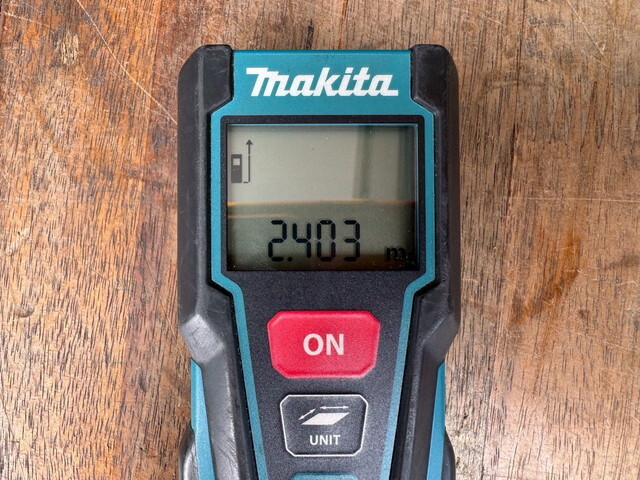 makita
2.403 m
ON
UNIT